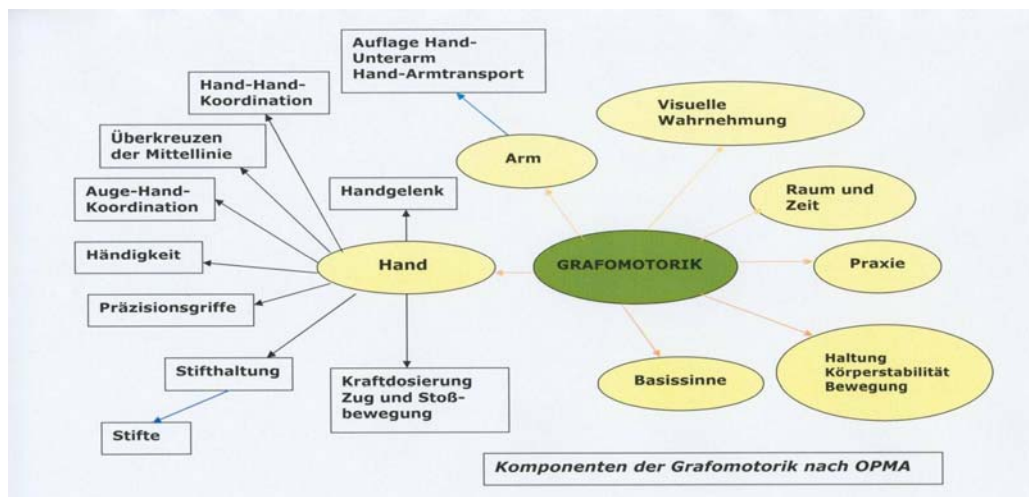 Auflage Hand-
Unterarm
Hand-Armtransport
Hand-Hand-
Koordination
Visuelle
Wahrnehmung
Überkreuzen
der Mittellinie
Arm
Auge-Hand-
Koordination
Handgelenk
Raum und
Zeit
Händigkeit
Hand
GRAFOMOTORIK
Praxie
Präzisionsgriffe
Stifthaltung
Kraftdosierung
Zug und Stoß-
bewegung
Basissinne
Haltung
Körperstabilität
Bewegung
Stifte
Komponenten der Grafomotorik nach OPMA